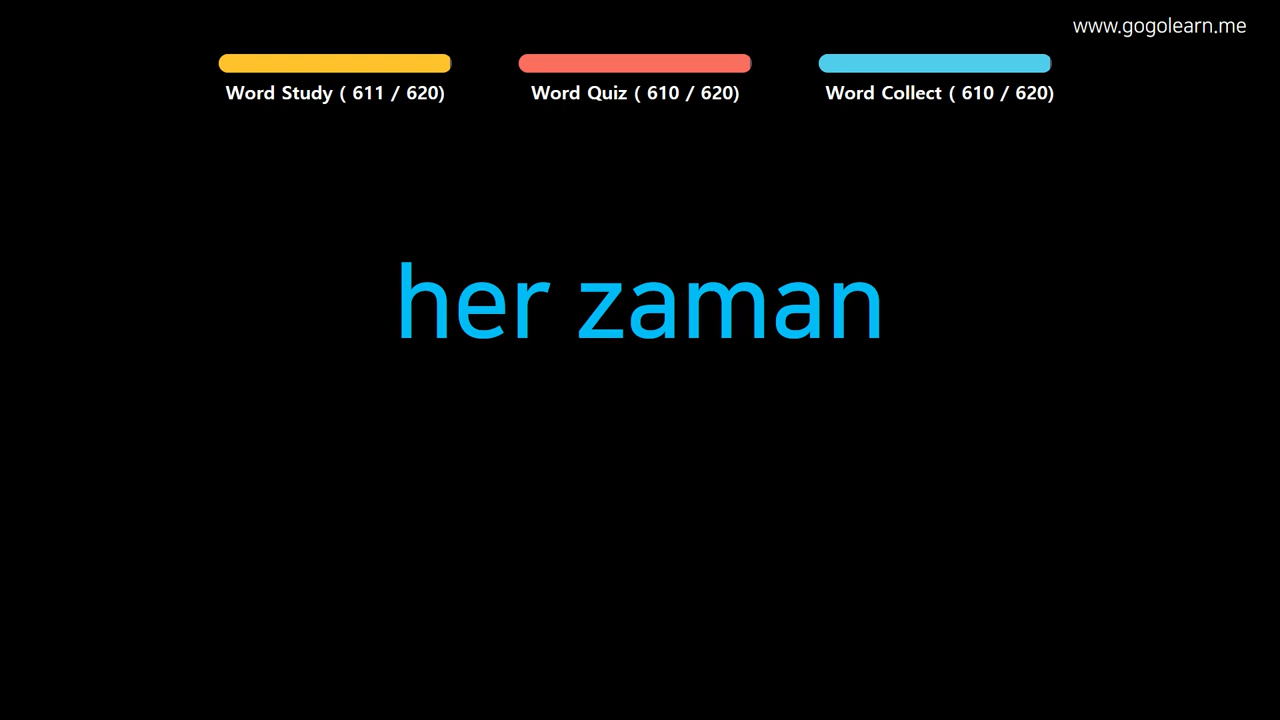 www.gogolearn.me
Word Study ( 611 / 620)
Word Quiz ( 610 / 620)
Word Collect ( 610 / 620)
her zaman